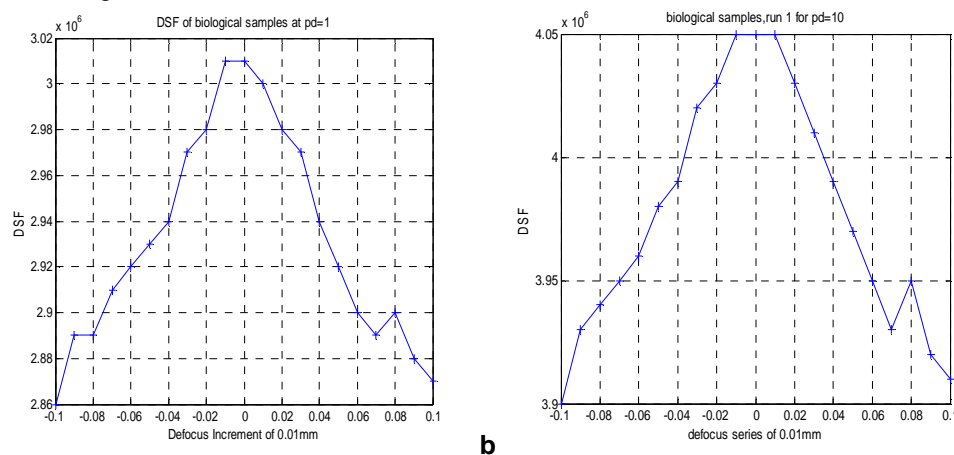 DSF of biological samples at pd=1
x 10^6
3.02
3
2.98
2.96
2.94
2.92
2.9
2.88
2.86
DSF
-0.1 -0.08 -0.06 -0.04 -0.02 0 0.02 0.04 0.06 0.08 0.1
Defocus Increment of 0.01mm
b
biological samples,run 1 for pd=10
x 10^6
4.05
4
3.95
3.9
DSF
-0.1 -0.08 -0.06 -0.04 -0.02 0 0.02 0.04 0.06 0.08 0.1
defocus series of 0.01mm